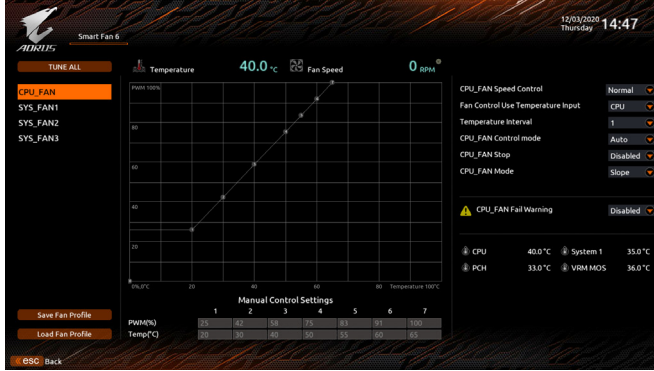 12/03/2020
Thursday 14:47
AORUS
Smart Fan 6
TUNE ALL
Temperature 40.0 °C Fan Speed 0 RPM
CPU_FAN
SYS_FAN1
SYS_FAN2
SYS_FAN3
PWM 100%
80
60
40
20
0%,0°C 20 40 60 80 Temperature 100°C
CPU_FAN Speed Control Normal
Fan Control Use Temperature Input CPU
Temperature Interval 1
CPU_FAN Control mode Auto
CPU_FAN Stop Disabled
CPU_FAN Mode Slope
CPU_FAN Fail Warning Disabled
CPU 40.0°C System 1 35.0°C
PCH 33.0°C VRM MOS 36.0°C
Manual Control Settings
1 2 3 4 5 6 7
PWM(%) 25 42 58 75 83 91 100
Temp(°C) 20 30 40 50 55 60 65
Save Fan Profile
Load Fan Profile
esc Back